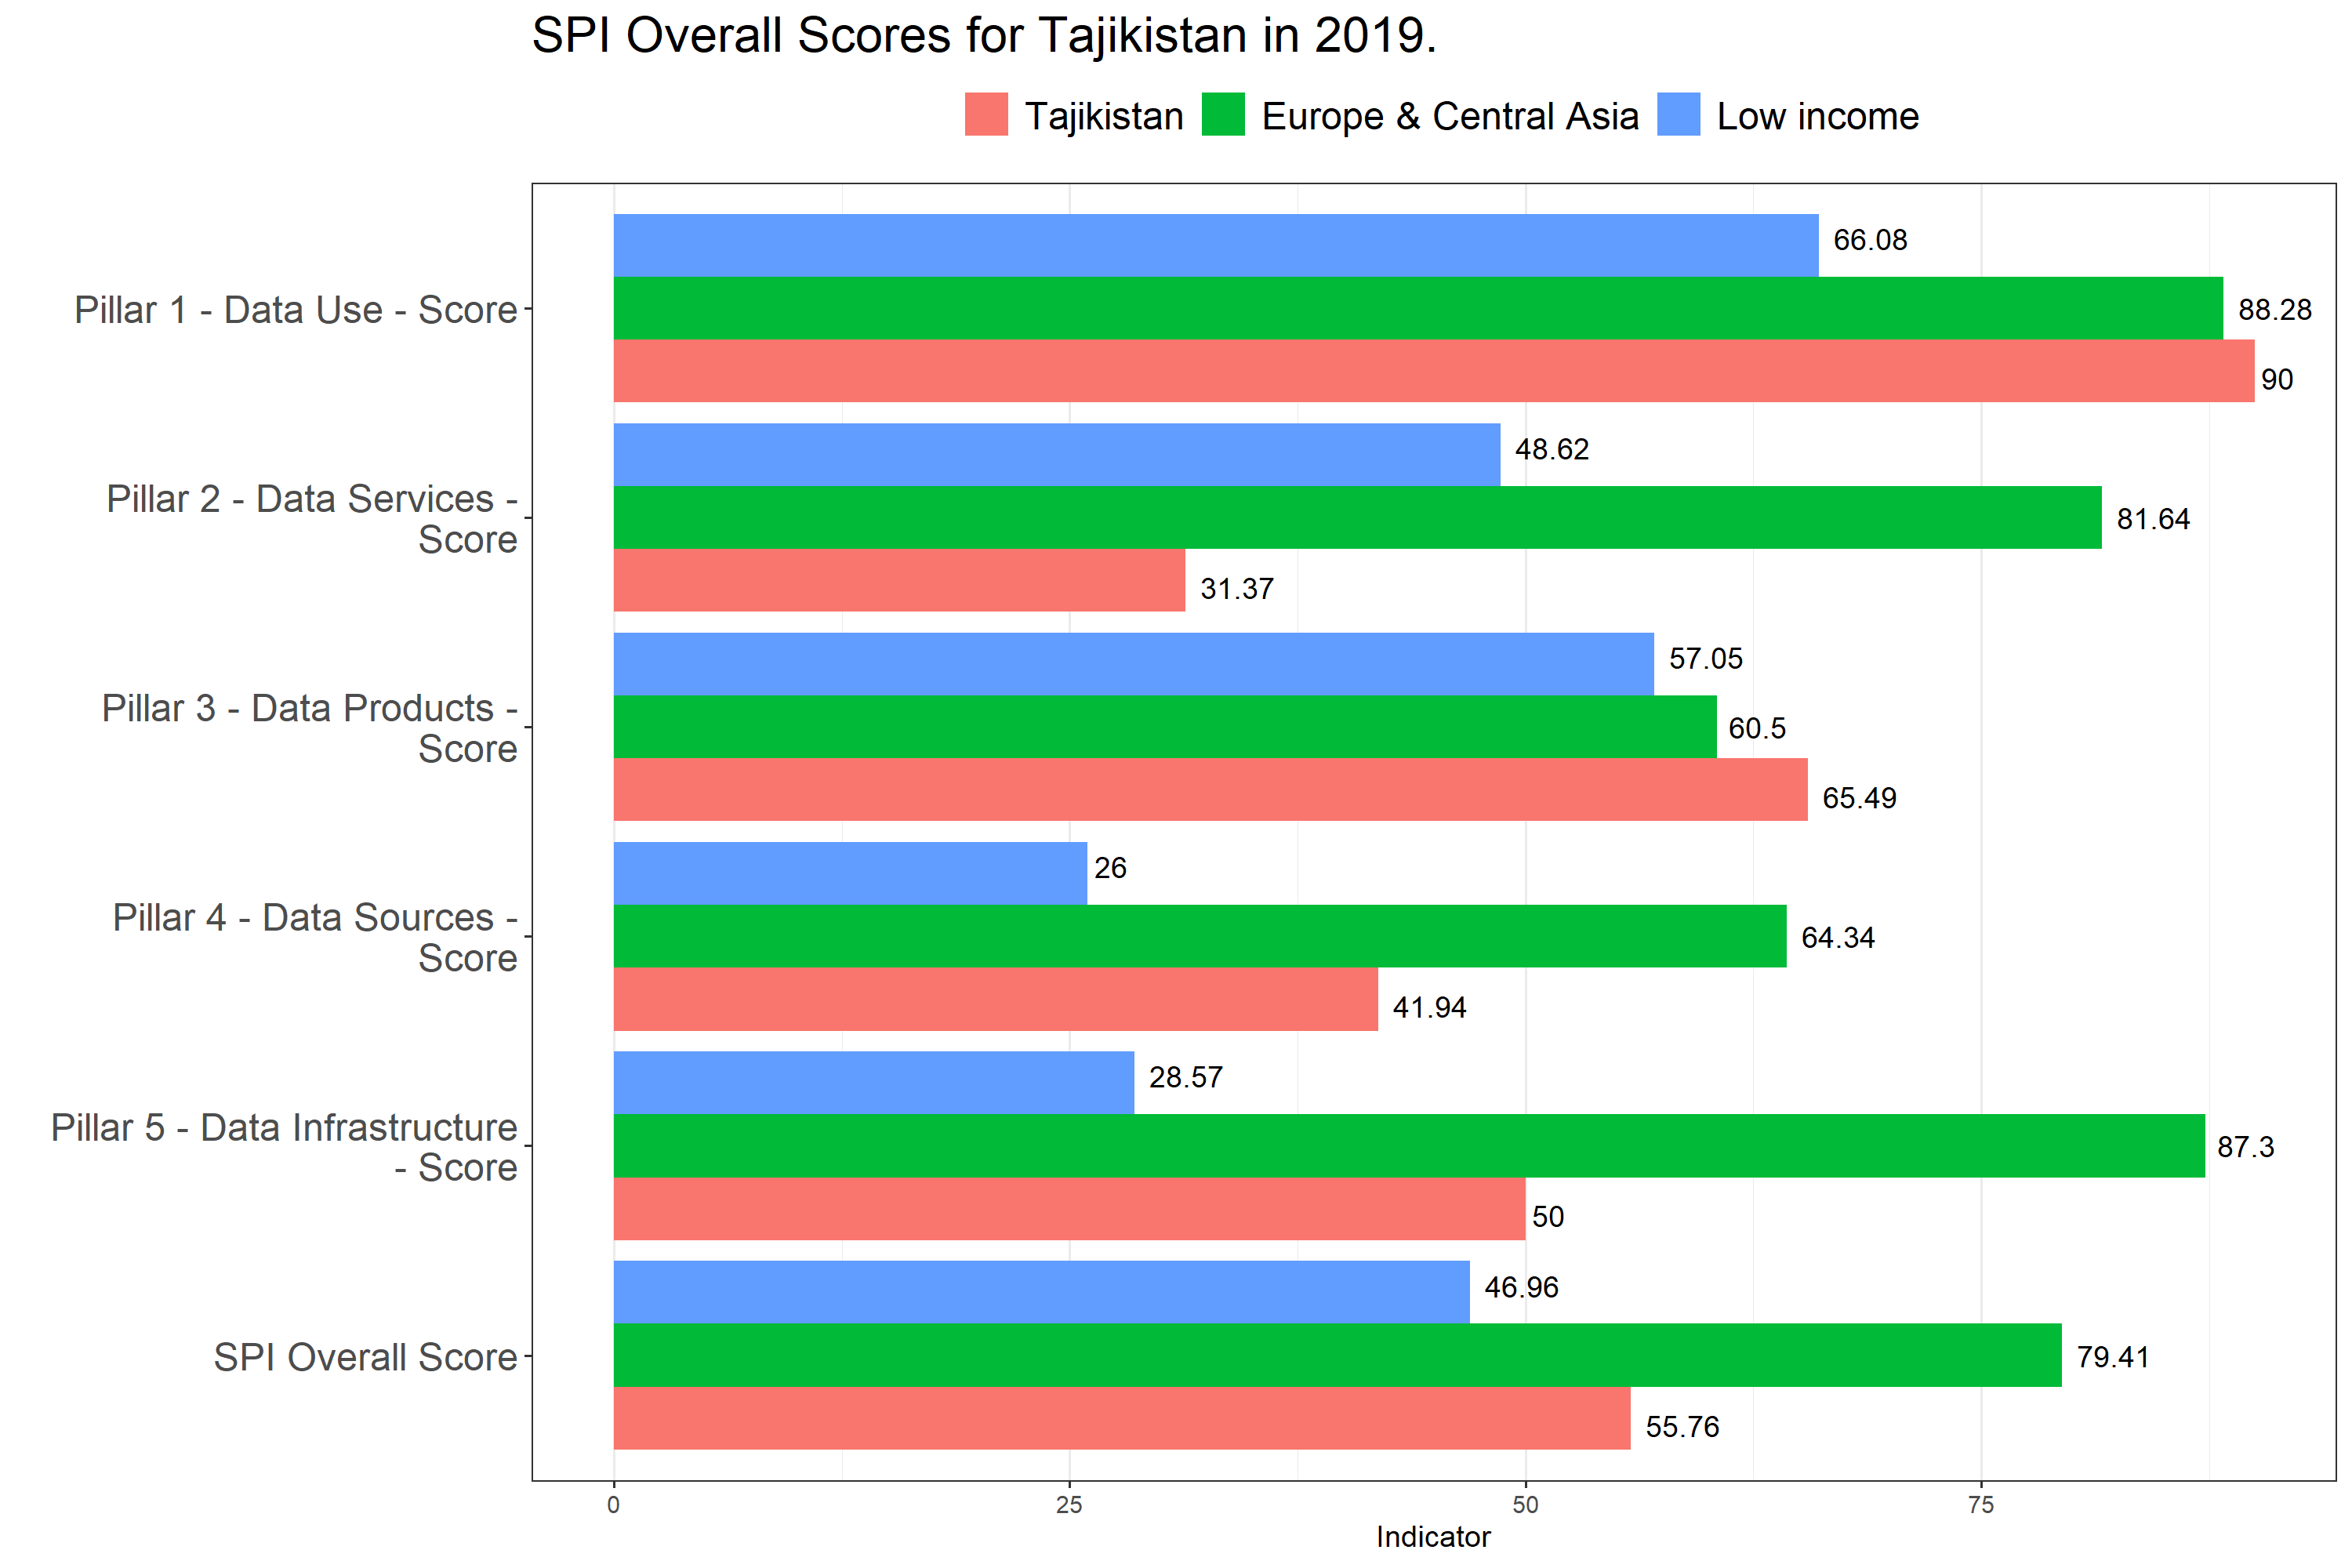 SPI Overall Scores for Tajikistan in 2019.
Tajikistan Europe & Central Asia Low income
Pillar 1 - Data Use - Score
66.08
88.28
90
Pillar 2 - Data Services -
Score
48.62
81.64
31.37
Pillar 3 - Data Products -
Score
57.05
60.5
65.49
Pillar 4 - Data Sources -
Score
26
64.34
41.94
Pillar 5 - Data Infrastructure
- Score
28.57
87.3
50
SPI Overall Score
46.96
79.41
55.76
0 25 50 75
Indicator